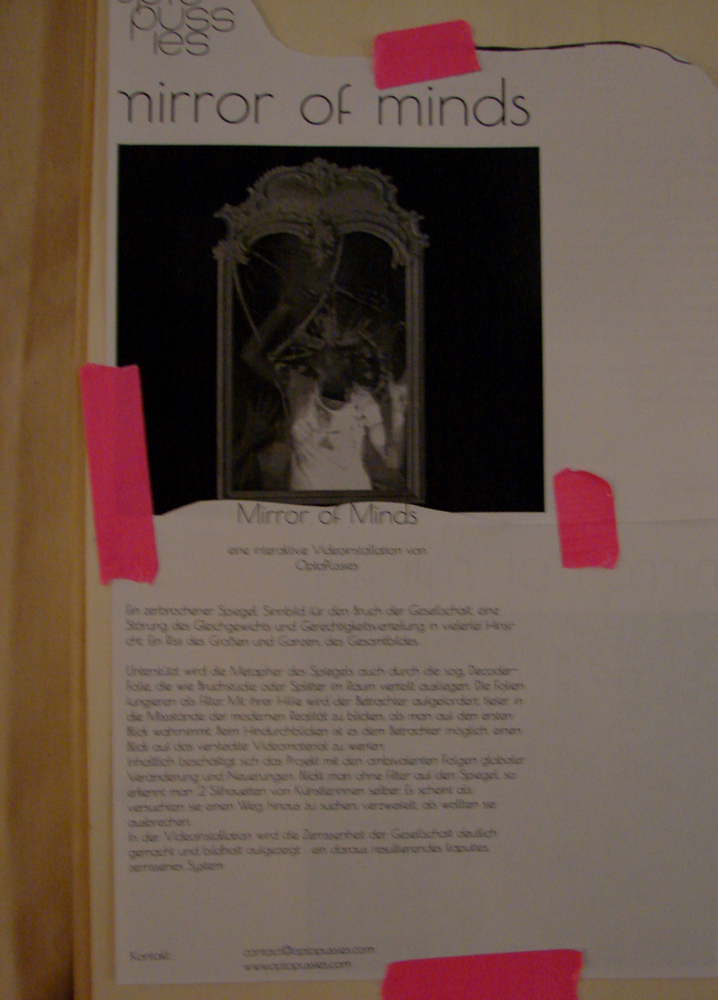 puss
ies
mirror of minds
Mirror of Minds
eine interaktive Videoinstallation von
OptoPussies
Ein zerbrochener Spiegel, Sinnbild für den Bruch der Gesellschaft, eine
Störung des Gleichgewichts und Gerechtigkeitsverteilung in vielerlei Hinsi-
cht. Ein Riss des Großen und Ganzen, des Gesamtbildes.
Unterstützt wird die Metapher des Spiegels auch durch die sog. Decoder-
Folie, die wie Bruchstücke oder Splitter im Raum verteilt ausliegen. Die Folien
fungieren als Filter. Mit ihrer Hilfe wird der Betrachter aufgefordert, tiefer in
die Missstände der modernen Realität zu blicken, als man auf den ersten
Blick wahrnimmt. Beim Hindurchblicken ist es dem Betrachter möglich, einen
Blick auf das versteckte Videomaterial zu werfen.
Inhaltlich beschäftigt sich das Projekt mit den ambivalenten Folgen globaler
Veränderung und Neuerungen. Blickt man ohne Filter auf den Spiegel, so
erkennt man 2 Silhouetten von Künstlerinnen selber. Es scheint als
versuchten sie einen Weg hinaus zu suchen, verzweifelt, als wollten sie
ausbrechen.
In der Videoinstallation wird die Zerrissenheit der Gesellschaft deutlich
gemacht und bildhaft aufgezeigt - ein daraus resultierendes kaputtes,
zerrissenes System.
Kontakt: contact@optopussies.com
www.optopussies.com